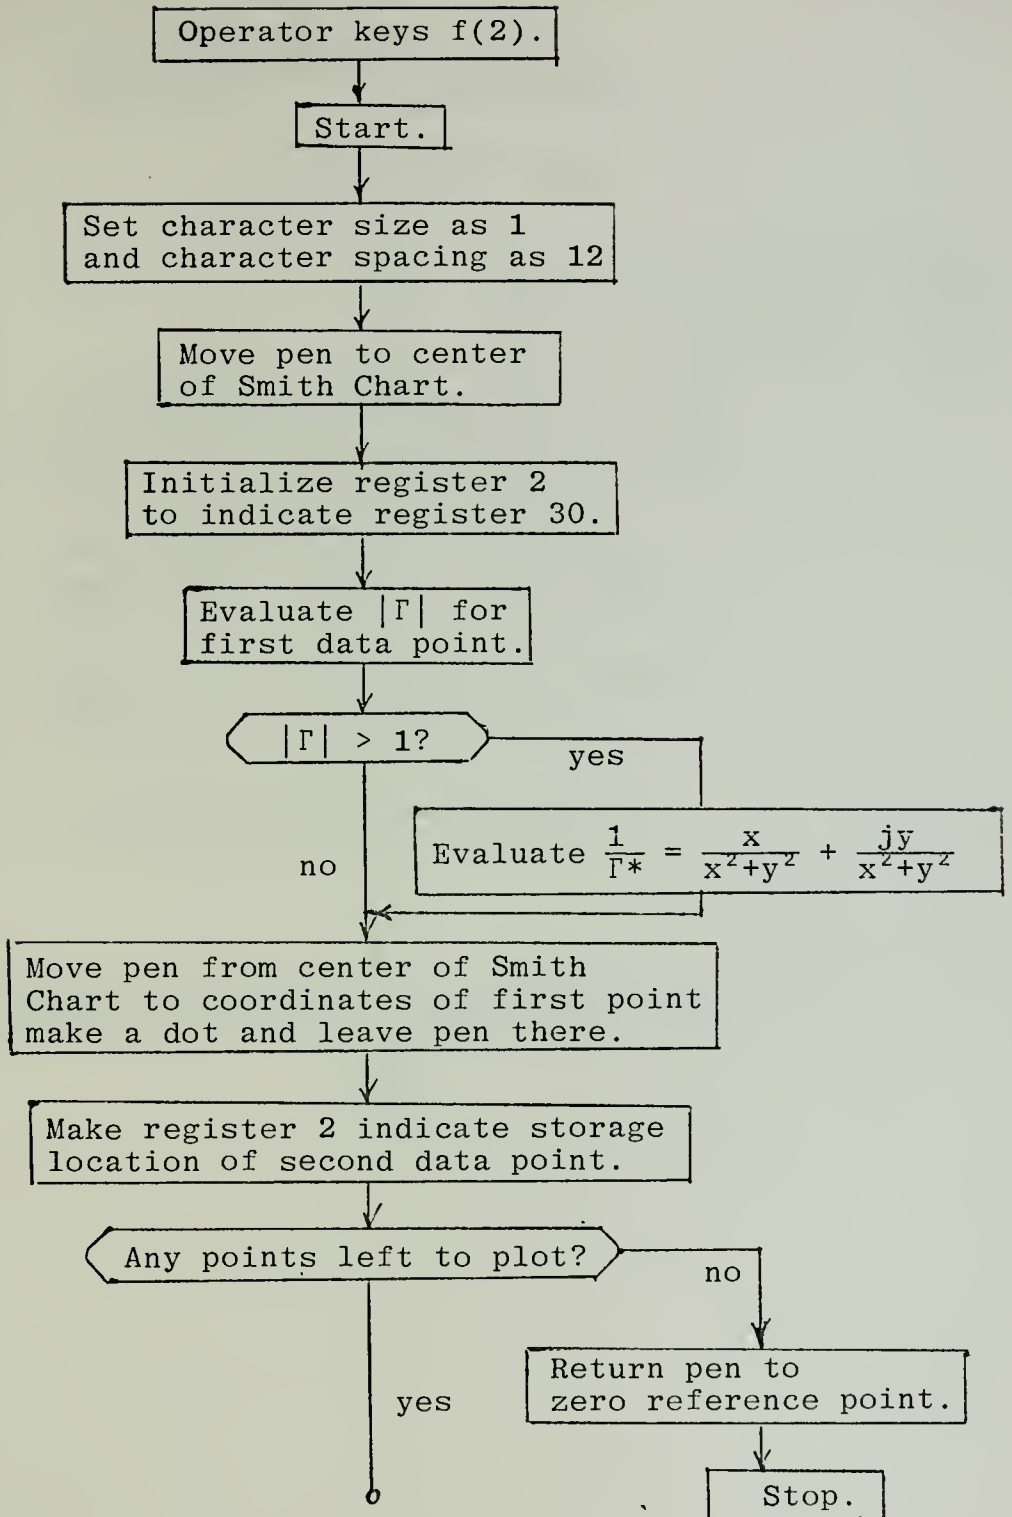 Operator keys f(2).
Start.
Set character size as 1
and character spacing as 12
Move pen to center
of Smith Chart.
Initialize register 2
to indicate register 30.
Evaluate |Γ| for
first data point.
|Γ| > 1?
yes
Evaluate 1/Γ* = x/(x²+y²) + jy/(x²+y²)
no
Move pen from center of Smith
Chart to coordinates of first point
make a dot and leave pen there.
Make register 2 indicate storage
location of second data point.
Any points left to plot?
no
Return pen to
zero reference point.
yes
Stop.